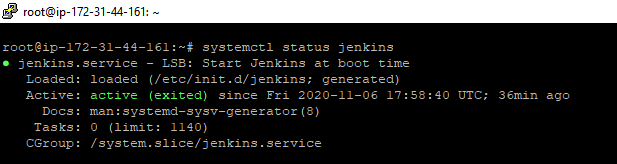 root@ip-172-31-44-161: ~
root@ip-172-31-44-161:~# systemctl status jenkins
● jenkins.service - LSB: Start Jenkins at boot time
Loaded: loaded (/etc/init.d/jenkins; generated)
Active: active (exited) since Fri 2020-11-06 17:58:40 UTC; 36min ago
Docs: man:systemd-sysv-generator(8)
Tasks: 0 (limit: 1140)
CGroup: /system.slice/jenkins.service